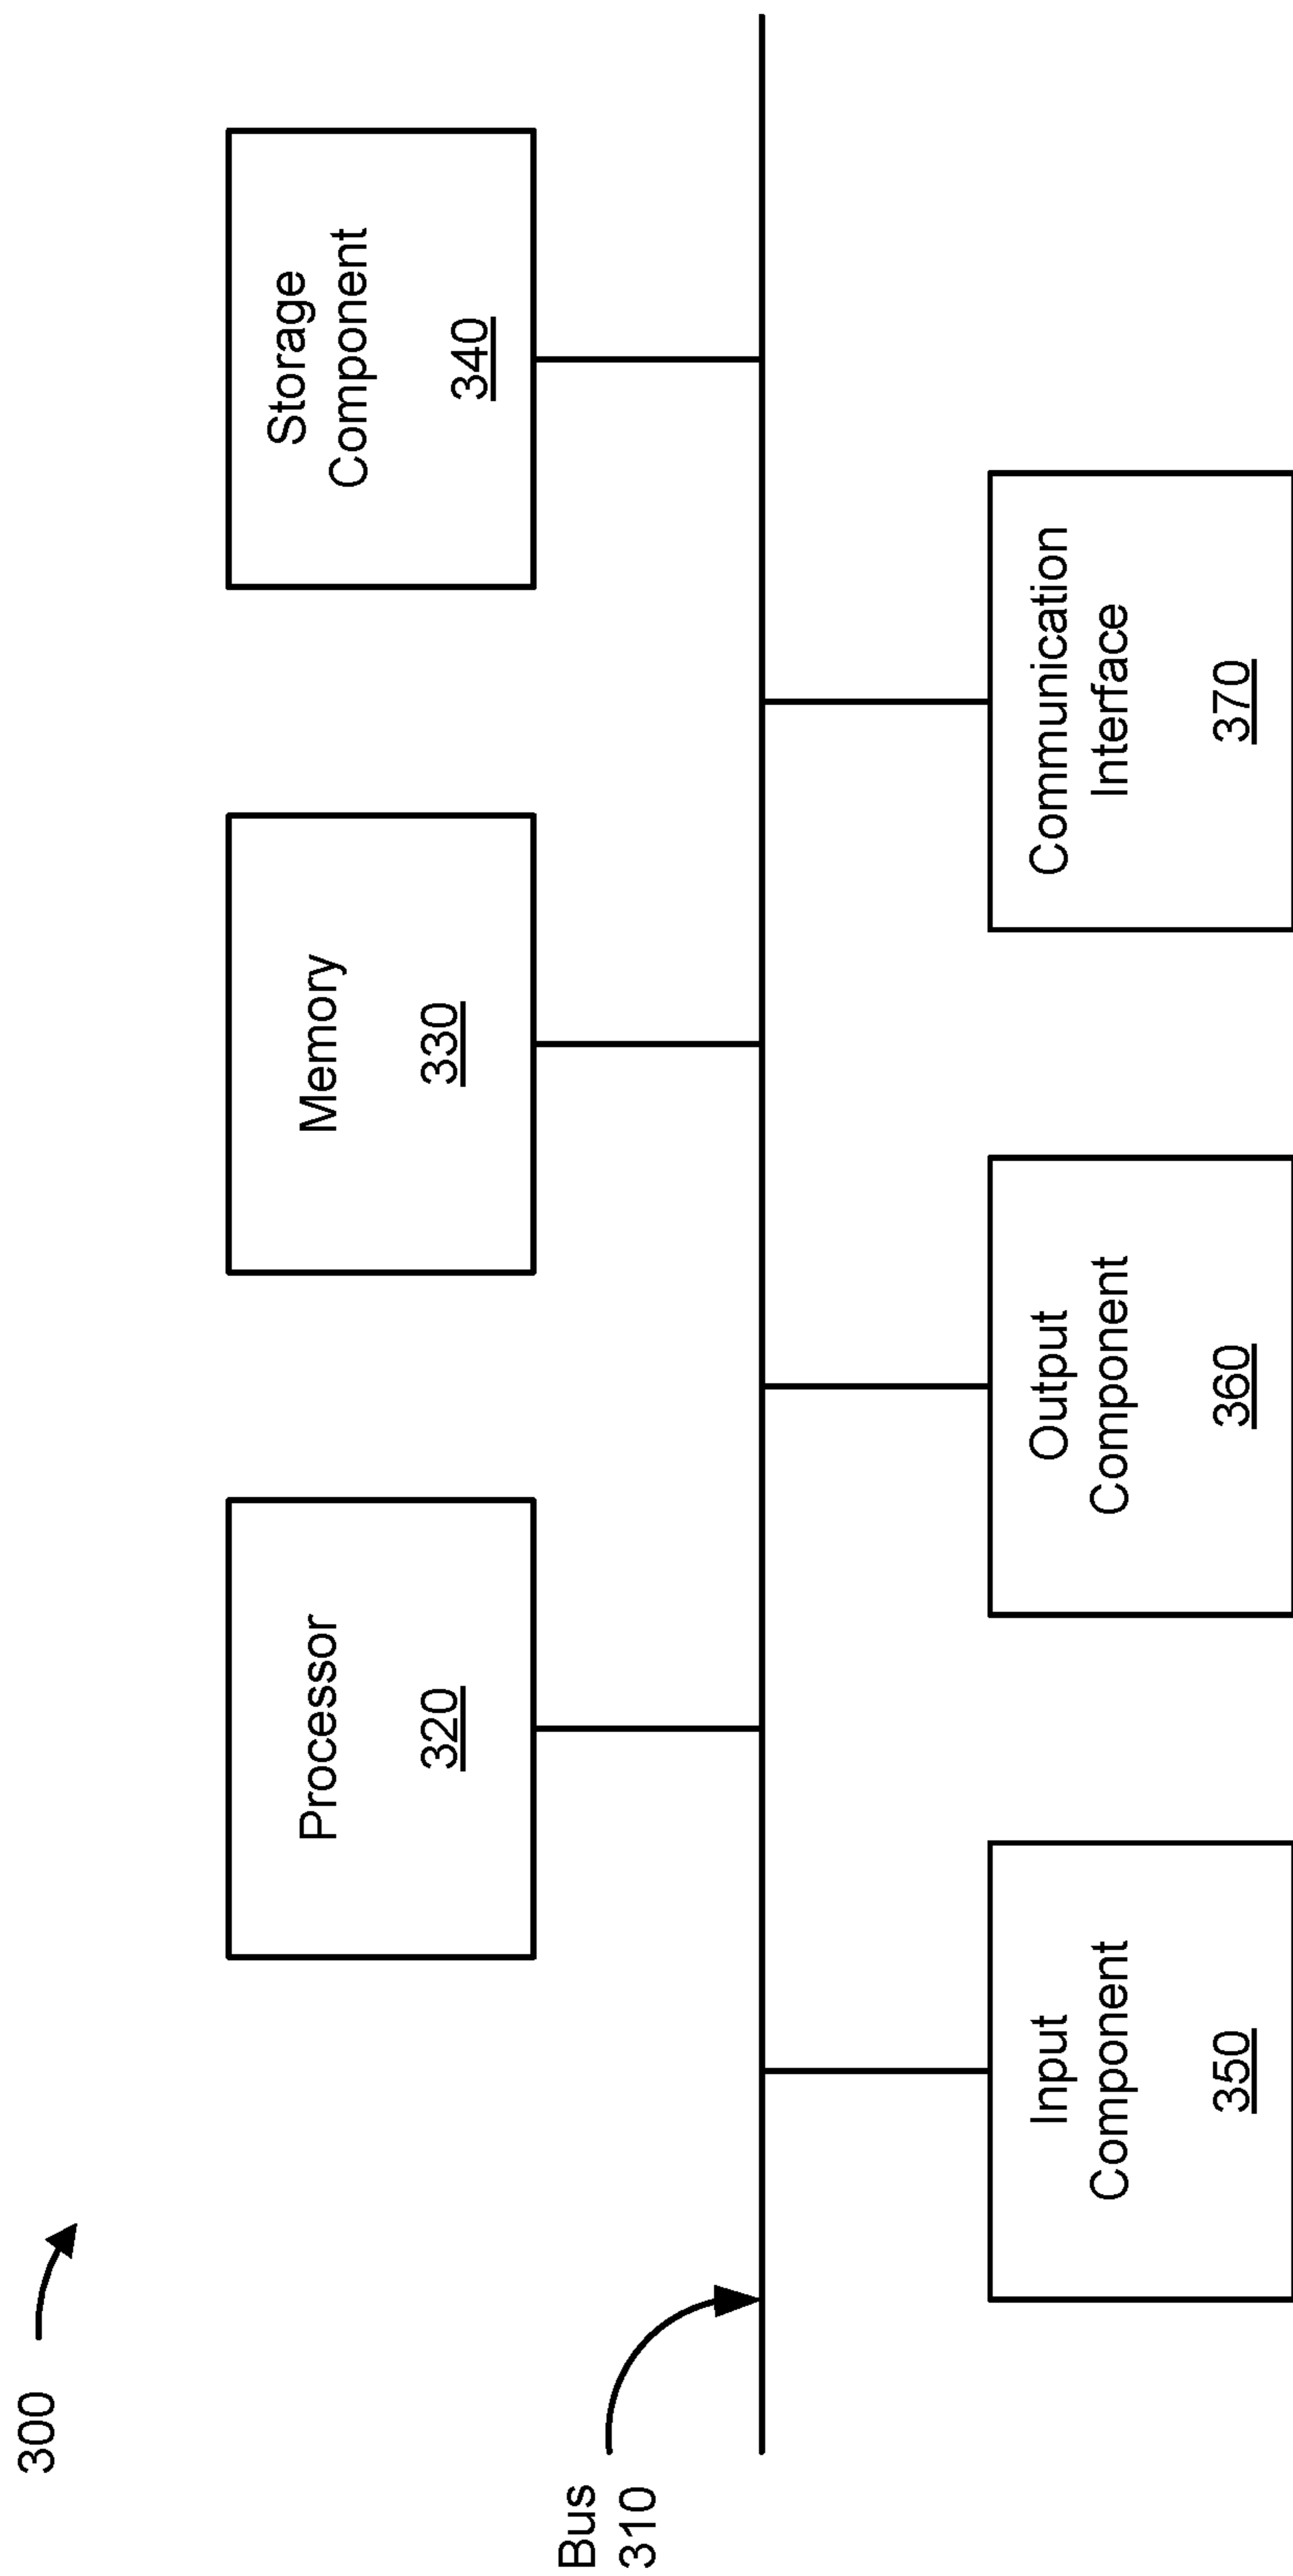 300
Processor
320
Memory
330
Storage
Component
340
Bus
310
Input
Component
350
Output
Component
360
Communication
Interface
370